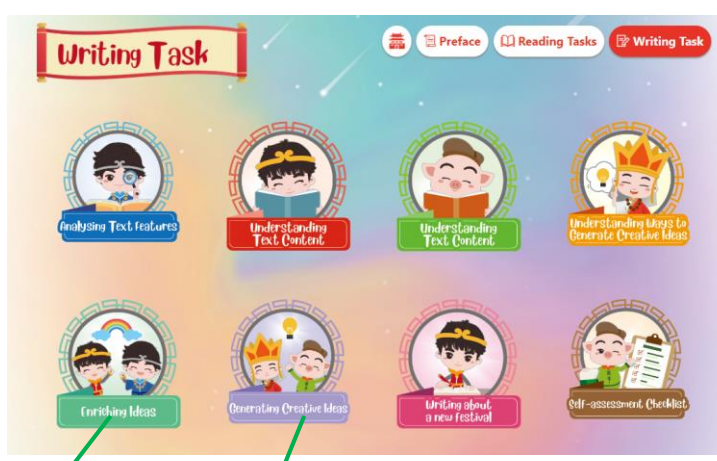 Writing Task
Preface
Reading Tasks
Writing Task
Analysing Text Features
Understanding
Text Content
Understanding
Text Content
Understanding Ways to
Generate Creative Ideas
Enriching Ideas
Generating Creative Ideas
Writing about
a new festival
Self-assessment Checklist